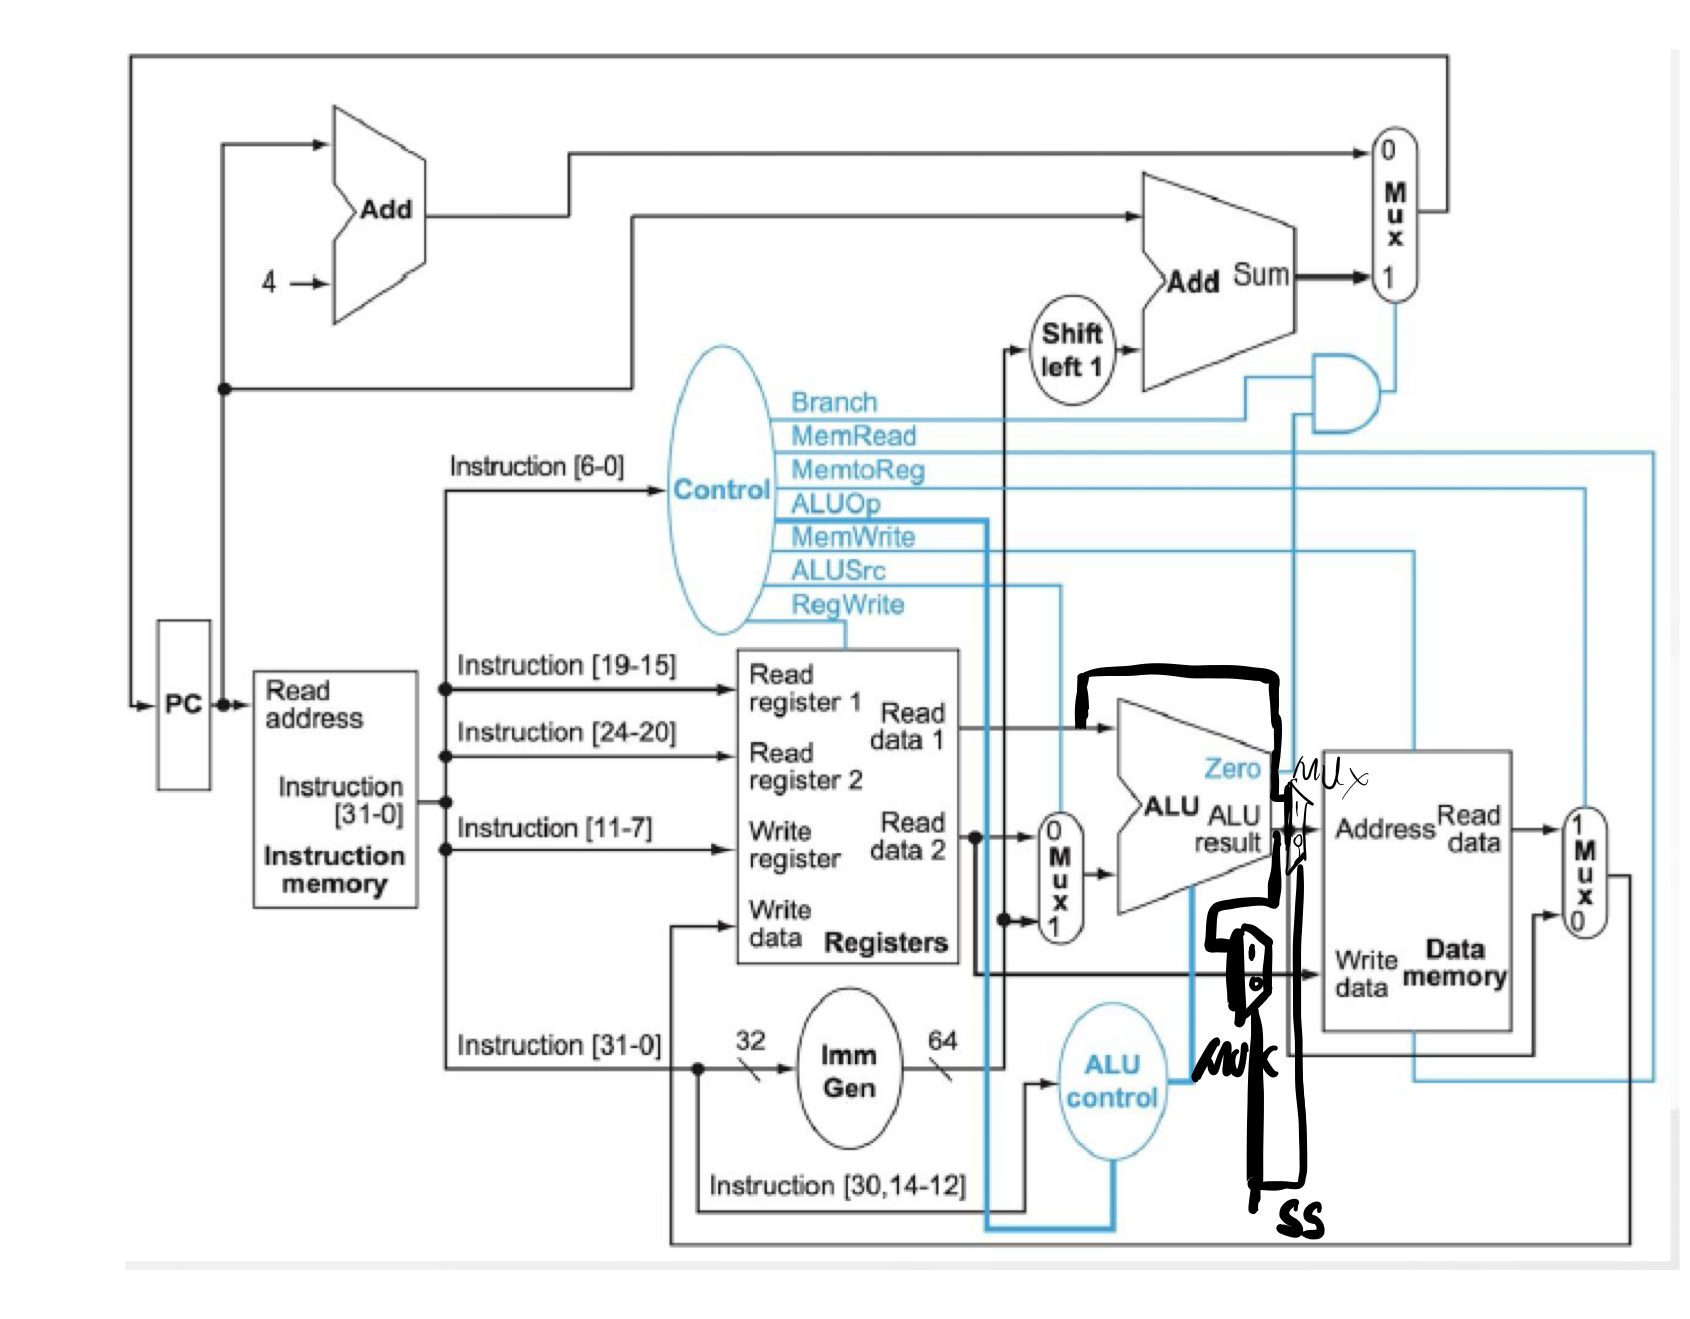 0
M
u
x
1
Add
4
Add Sum
Shift
left 1
Branch
MemRead
MemtoReg
ALUOp
MemWrite
ALUSrc
RegWrite
Control
Instruction [6-0]
Instruction [19-15]
Instruction [24-20]
Instruction [11-7]
Instruction [31-0]
PC
Read
address
Instruction
[31-0]
Instruction
memory
Read
register 1
Read
register 2
Write
register
Write
data
Read
data 1
Read
data 2
Registers
0
M
u
x
1
Zero
ALU
ALU
result
MUX
1
0
Address
Read
data
Write
data
Data
memory
1
M
u
x
0
1
0
MUX
32
Imm
Gen
64
ALU
control
Instruction [30,14-12]
SS